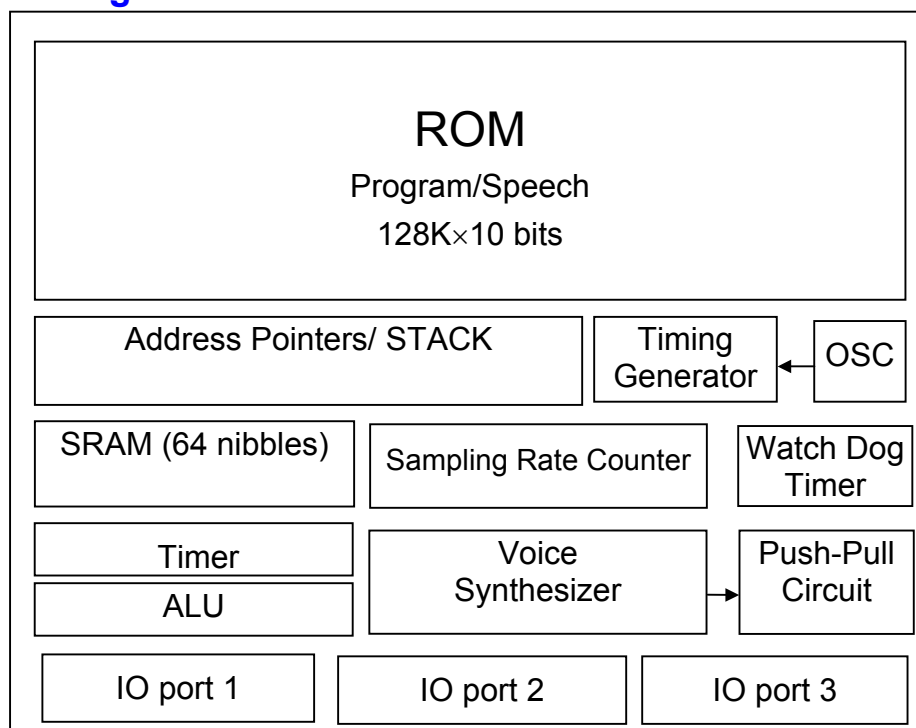 ROM
Program/Speech
128K×10 bits
Address Pointers/ STACK
Timing
Generator
OSC
SRAM (64 nibbles)
Sampling Rate Counter
Watch Dog
Timer
Timer
ALU
Voice
Synthesizer
Push-Pull
Circuit
IO port 1
IO port 2
IO port 3